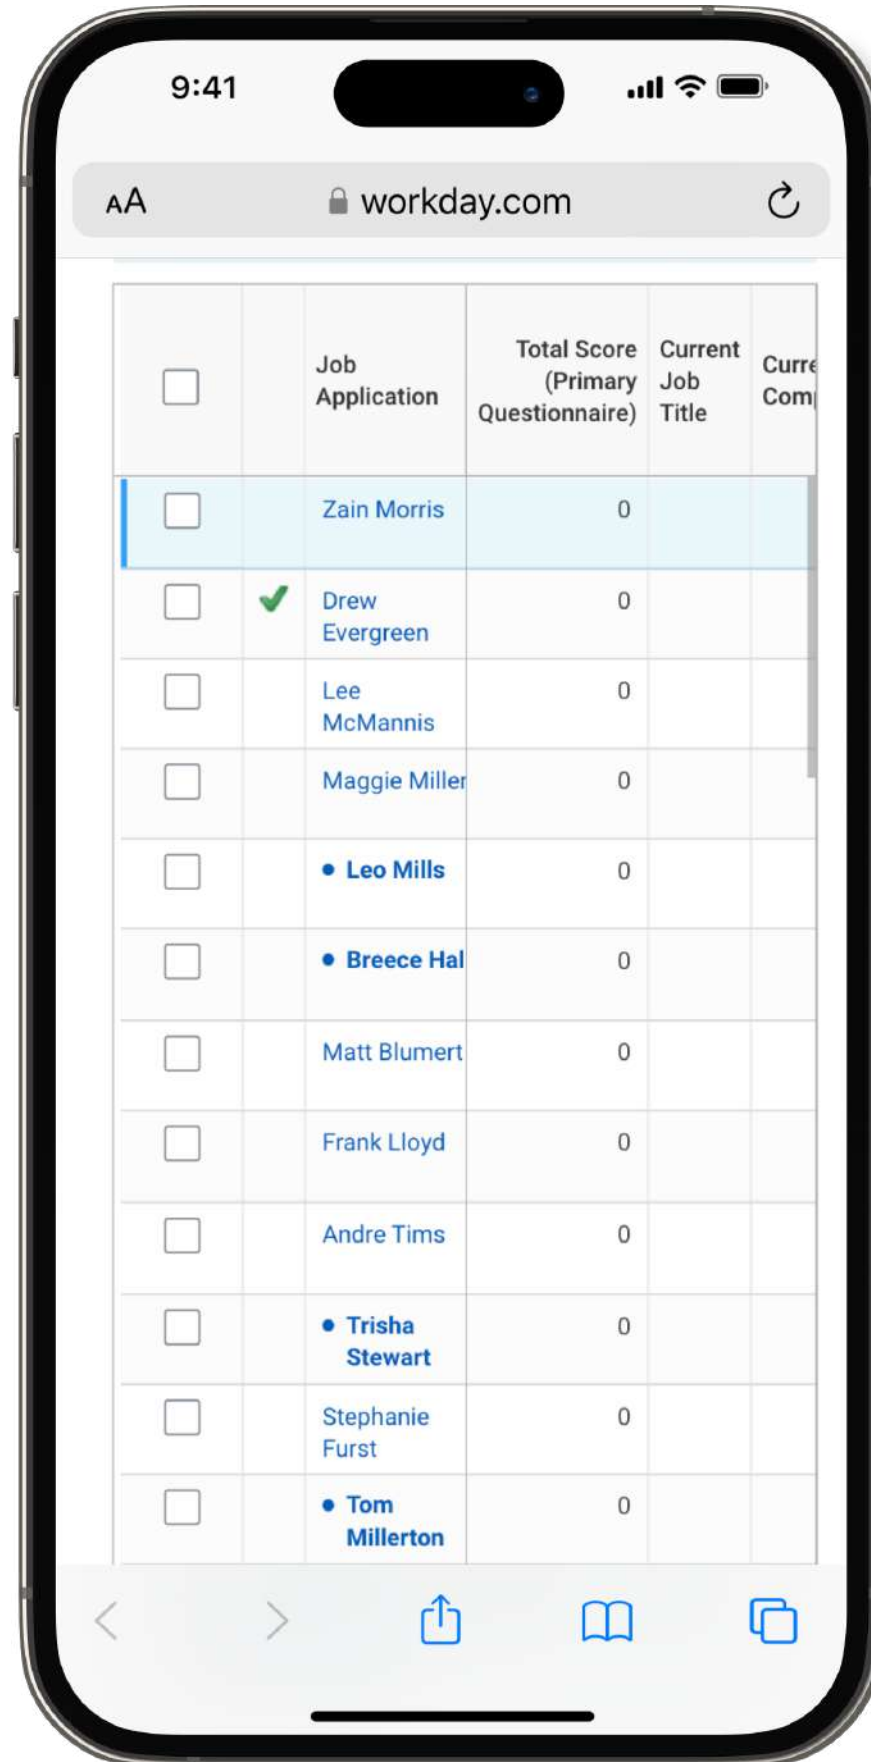 9:41
AA workday.com
Job Application
Total Score (Primary Questionnaire)
Current Job Title
Zain Morris 0
Drew Evergreen 0
Lee McMannis 0
Maggie Miller 0
Leo Mills 0
Breece Hal 0
Matt Blumert 0
Frank Lloyd 0
Andre Tims 0
Trisha Stewart 0
Stephanie Furst 0
Tom Millerton 0